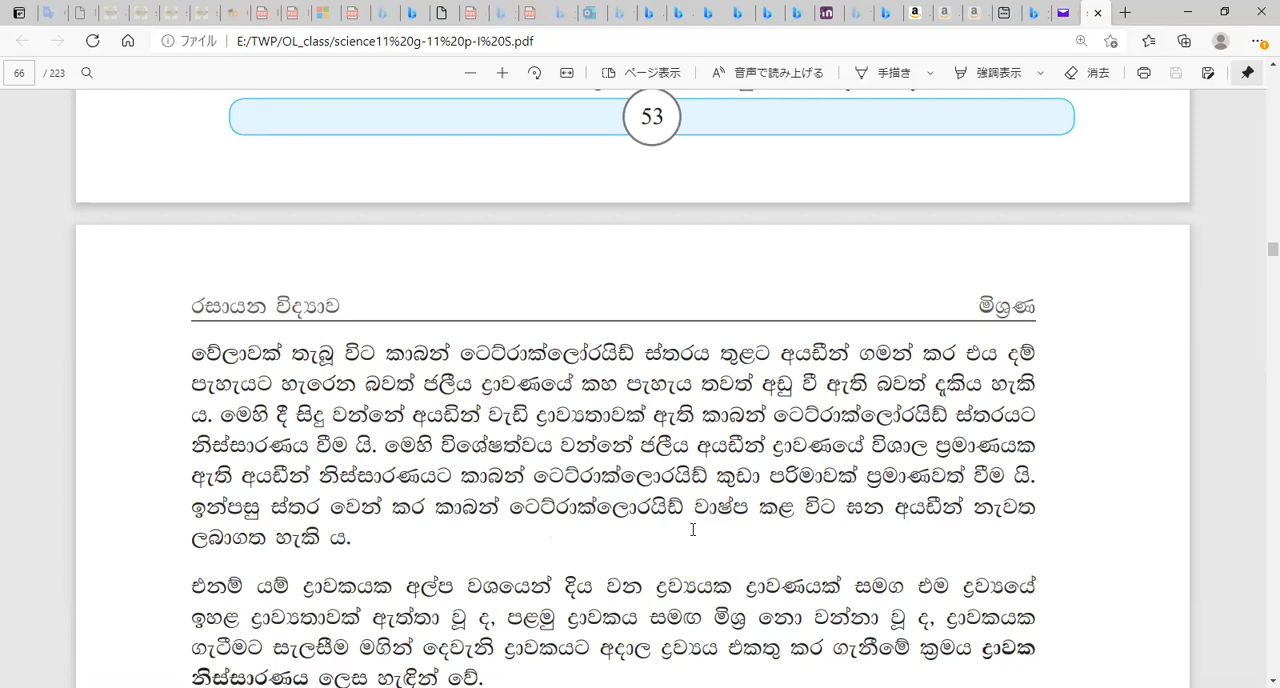 ファイル E:/TWP/OL_class/science11%20g-11%20p-I%20S.pdf
66 / 223 ページ表示 音声で読み上げる 手描き 強調表示 消去
53
රසායන විද්‍යාව මිශ්‍රණ
වේලාවක් තැබූ විට කාබන් ටෙට්රාක්ලෝරයිඩ් ස්තරය තුළට අයඩීන් ගමන් කර එය දම්
පැහැයට හැරෙන බවත් ජලීය ද්‍රාවණයේ කහ පැහැය තවත් අඩු වී ඇති බවත් දැකිය හැකි
ය. මෙහි දී සිදු වන්නේ අයඩින් වැඩි ද්‍රාව්‍යතාවක් ඇති කාබන් ටෙට්රාක්ලෝරයිඩ් ස්තරයට
නිස්සාරණය වීම යි. මෙහි විශේෂත්වය වන්නේ ජලීය අයඩීන් ද්‍රාවණයේ විශාල ප්‍රමාණයක
ඇති අයඩීන් නිස්සාරණයට කාබන් ටෙට්රාක්ලොරයිඩ් කුඩා පරිමාවක් ප්‍රමාණවත් වීම යි.
ඉන්පසු ස්තර වෙන් කර කාබන් ටෙට්රාක්ලොරයිඩ් වාෂ්ප කළ විට ඝන අයඩීන් නැවත
ලබාගත හැකි ය.
එනම් යම් ද්‍රාවකයක අල්ප වශයෙන් දිය වන ද්‍රව්‍යයක ද්‍රාවණයක් සමග එම ද්‍රව්‍යයේ
ඉහළ ද්‍රාව්‍යතාවක් ඇත්තා වූ ද, පළමු ද්‍රාවකය සමඟ මිශ්‍ර නො වන්නා වූ ද, ද්‍රාවකයක
ගැටීමට සැලසීම මගින් දෙවැනි ද්‍රාවකයට අදාල ද්‍රව්‍යය එකතු කර ගැනීමේ ක්‍රමය ද්‍රාවක
නිස්සාරණය ලෙස හැඳින් වේ.